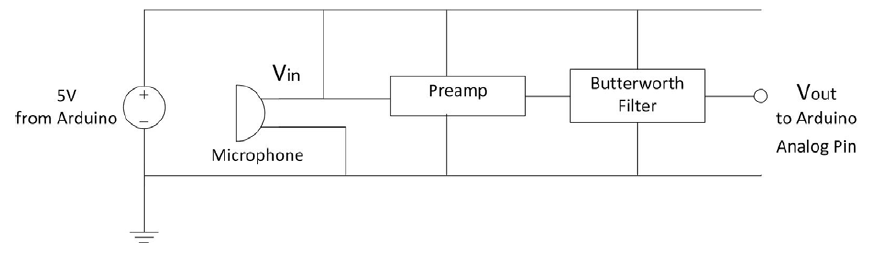 5V
from Arduino
+
−
Vin
Microphone
Preamp
Butterworth
Filter
Vout
to Arduino
Analog Pin